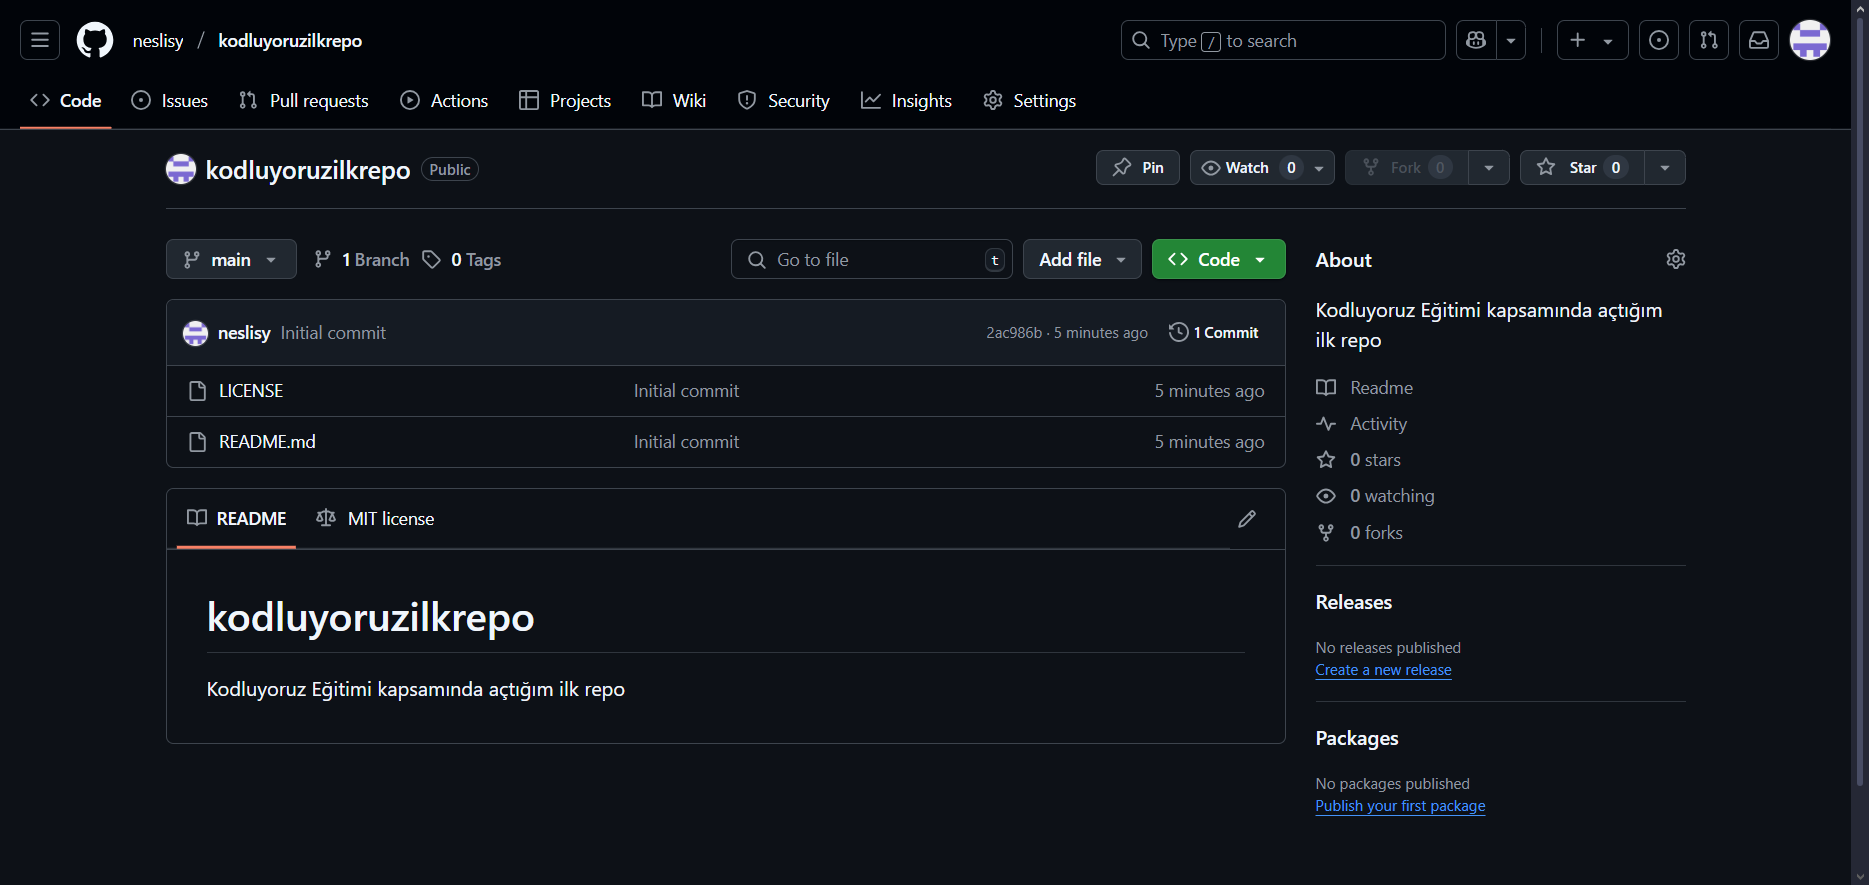 neslisy / kodluyoruzilkrepo
Type / to search
Code Issues Pull requests Actions Projects Wiki Security Insights Settings
kodluyoruzilkrepo Public
Pin Watch 0 Fork 0 Star 0
main 1 Branch 0 Tags
Go to file t Add file Code
neslisy Initial commit 2ac986b · 5 minutes ago 1 Commit
LICENSE Initial commit 5 minutes ago
README.md Initial commit 5 minutes ago
README MIT license
kodluyoruzilkrepo
Kodluyoruz Eğitimi kapsamında açtığım ilk repo
About
Kodluyoruz Eğitimi kapsamında açtığım
ilk repo
Readme
Activity
0 stars
0 watching
0 forks
Releases
No releases published
Create a new release
Packages
No packages published
Publish your first package